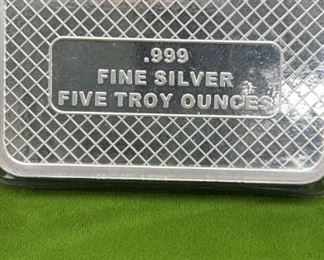 .999
FINE SILVER
FIVE TROY OUNCES